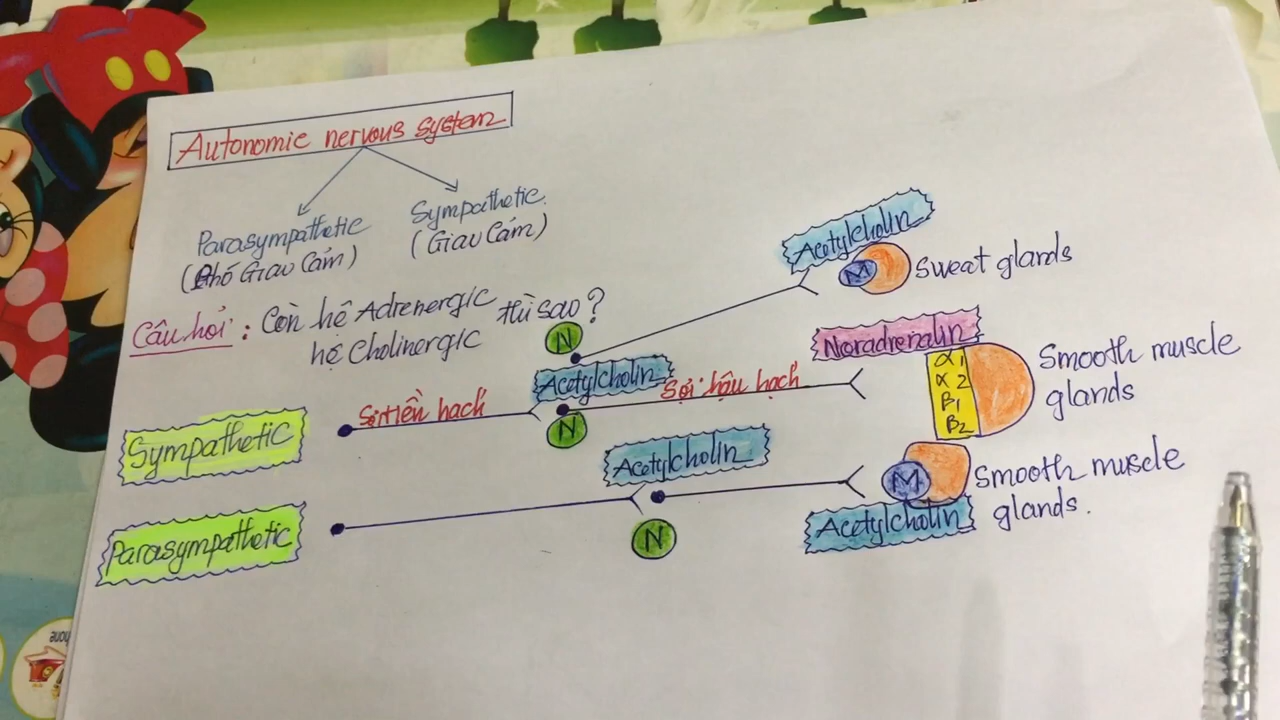 Autonomic nervous system
Parasympathetic
(Phó Giao Cảm)
Sympathetic
(Giao Cảm)
Câu hỏi: Còn hệ Adrenergic thì sao?
hệ Cholinergic
Acetylcholin
M Sweat glands
N
Noradrenalin
Acetylcholin
Sợi tiền hạch
Sợi hậu hạch
α1
α2
β1
β2
Smooth muscle
glands
Sympathetic
N
Acetylcholin
M
Smooth muscle
glands.
Acetylcholin
Parasympathetic
N